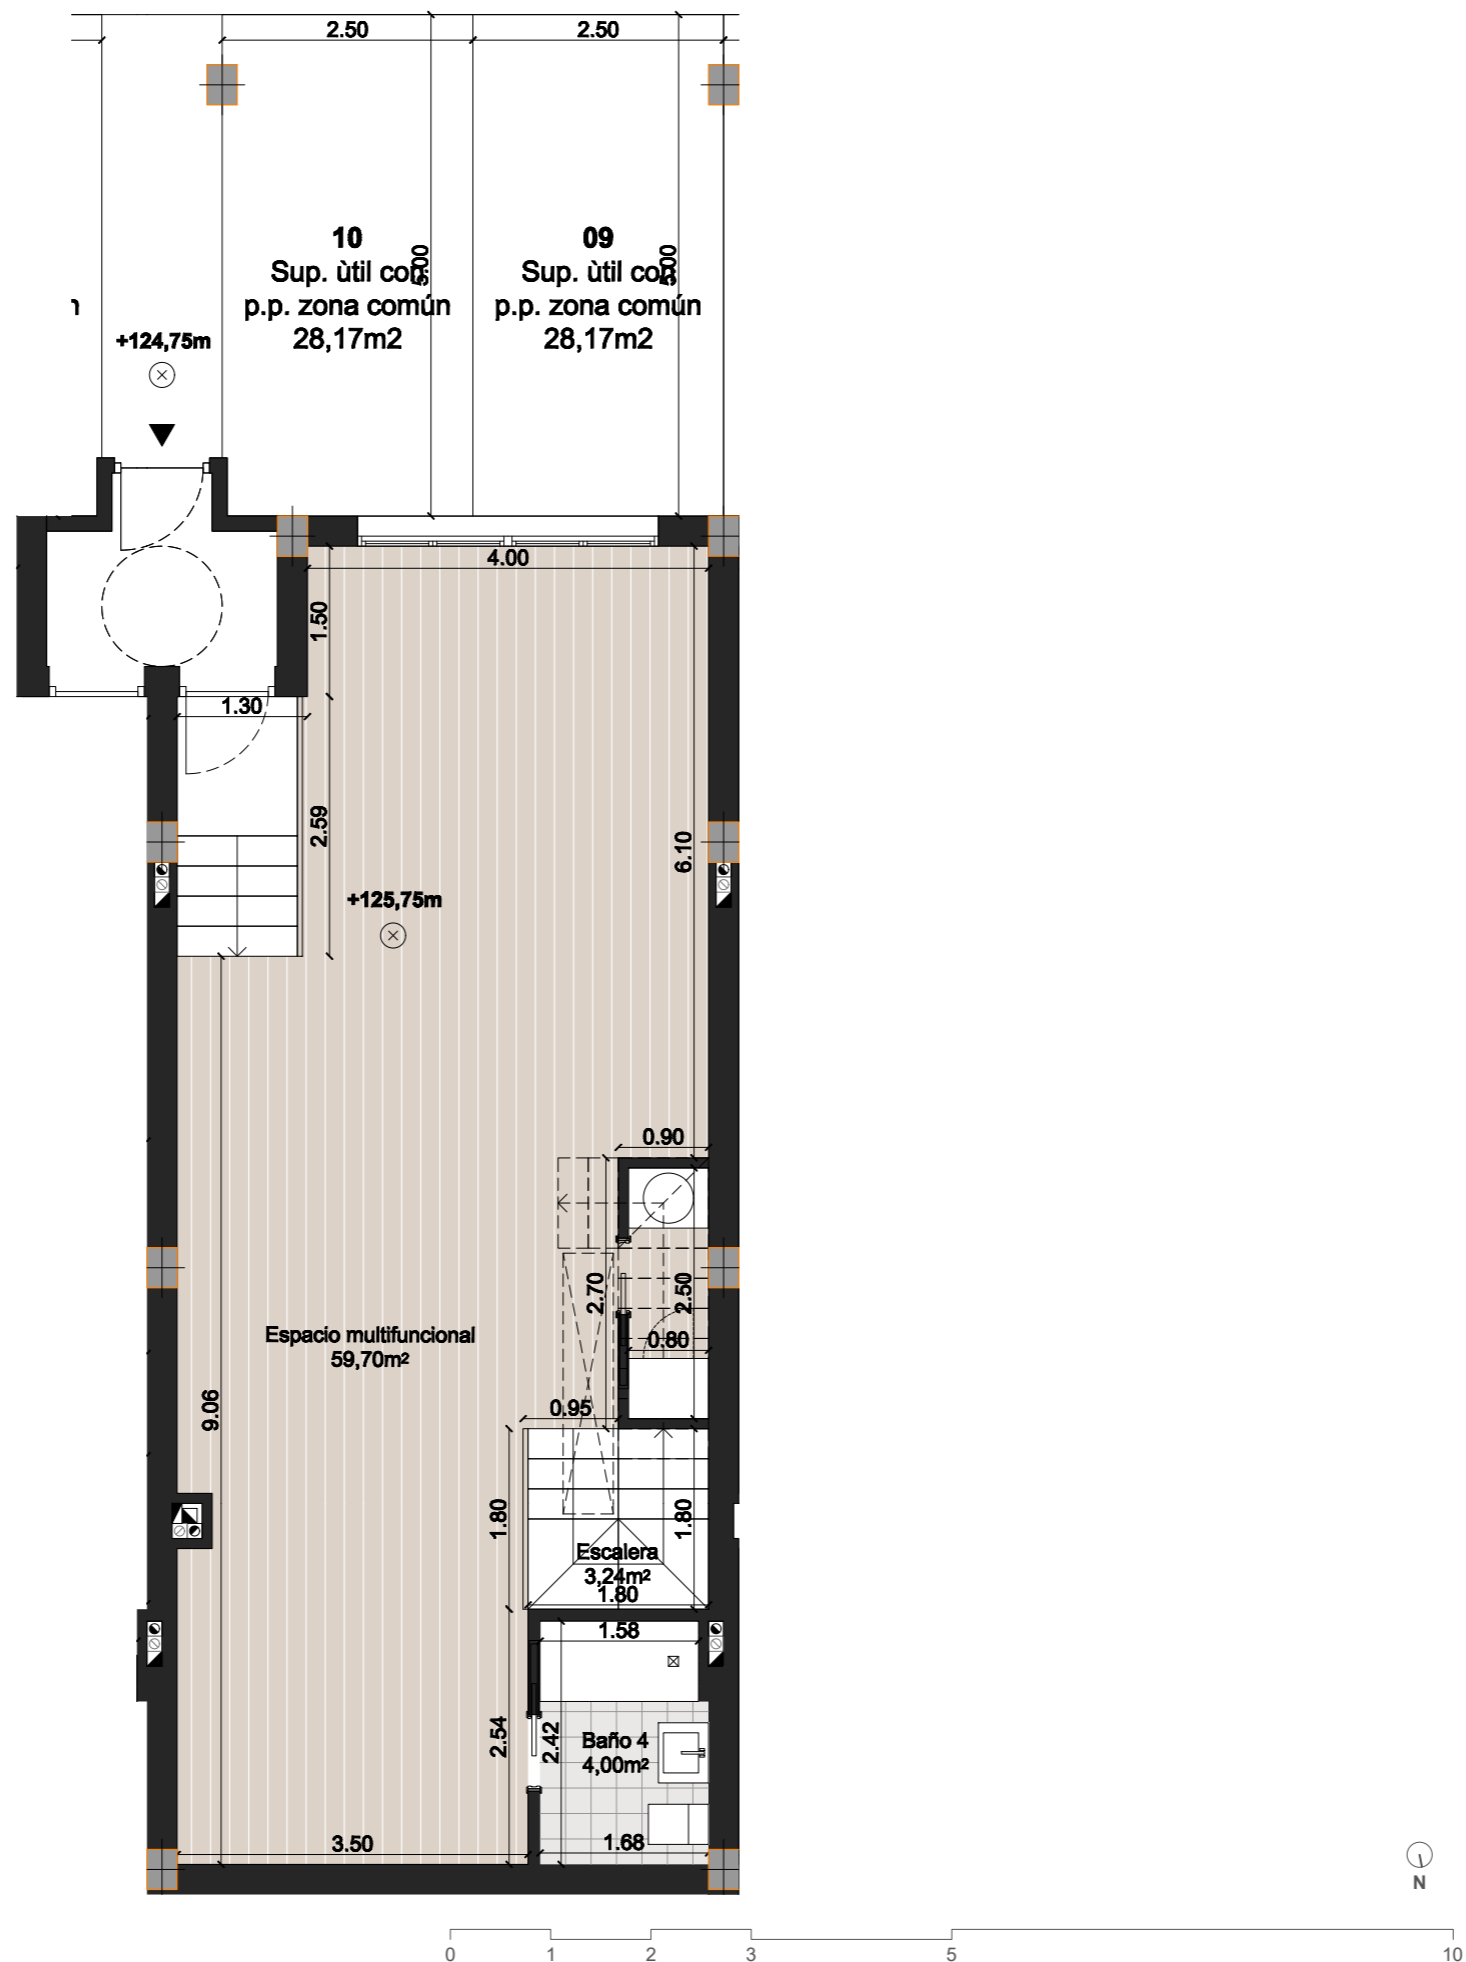 2.50
2.50
10
Sup. ùtil con
p.p. zona común
28,17m2
5.00
09
Sup. ùtil con
p.p. zona común
28,17m2
5.00
+124,75m
4.00
1.50
1.30
2.59
6.10
+125,75m
0.90
2.70
2.50
0.80
Espacio multifuncional
59,70m²
9.06
0.95
1.80
1.80
Escalera
3,24m²
1.80
1.58
2.54
2.42
Baño 4
4,00m²
3.50
1.68
N
0 1 2 3 5 10